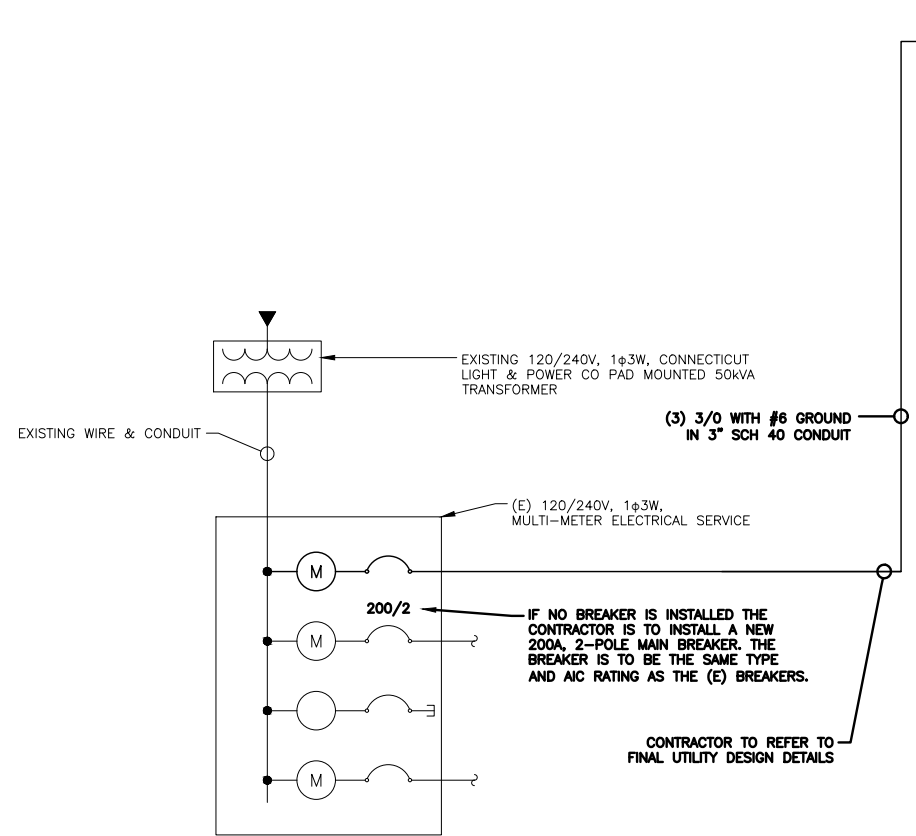 EXISTING 120/240V, 1ϕ3W, CONNECTICUT
LIGHT & POWER CO PAD MOUNTED 50kVA
TRANSFORMER
(3) 3/0 WITH #6 GROUND
IN 3" SCH 40 CONDUIT
EXISTING WIRE & CONDUIT
(E) 120/240V, 1ϕ3W,
MULTI-METER ELECTRICAL SERVICE
M
200/2
IF NO BREAKER IS INSTALLED THE
CONTRACTOR IS TO INSTALL A NEW
200A, 2-POLE MAIN BREAKER. THE
BREAKER IS TO BE THE SAME TYPE
AND AIC RATING AS THE (E) BREAKERS.
M
M
CONTRACTOR TO REFER TO
FINAL UTILITY DESIGN DETAILS